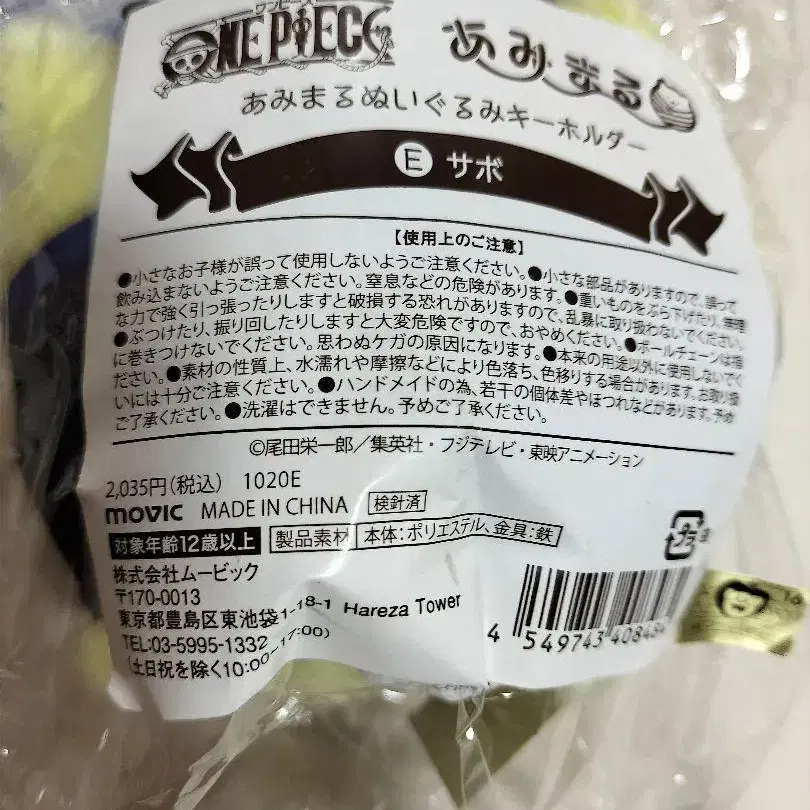 ワンピース
ONE PIECE
あみまる
あみまるぬいぐるみキーホルダー
E サボ
【使用上のご注意】
●小さなお子様が誤って使用しないようご注意ください。●小さな部品がありますので、誤って
飲み込まないようご注意ください。窒息などの危険があります。●重いものをぶら下げたり、無理
な力で強く引っ張ったりしますと破損する恐れがありますので、乱暴に取り扱わないでください。
●ぶつけたり、振り回したりしますと大変危険ですので、おやめください。●ボールチェーンは指
に巻きつけないでください。思わぬケガの原因になります。●本来の用途以外に使用しないでく
ださい。●素材の性質上、水濡れや摩擦などにより色落ち、色移りする場合があります。お取り扱
いには十分ご注意ください。●ハンドメイドの為、若干の個体差やほつれなどがあります。予め
ご了承ください。●洗濯はできません。予めご了承ください。
©尾田栄一郎／集英社・フジテレビ・東映アニメーション
2,035円(税込) 1020E
movic MADE IN CHINA 検針済
対象年齢12歳以上 製品素材 本体:ポリエステル、金具:鉄
プラ
株式会社ムービック
〒170-0013
東京都豊島区東池袋1-18-1 Hareza Tower
TEL:03-5995-1332
(土日祝を除く10:00~17:00)
4 549743 40848